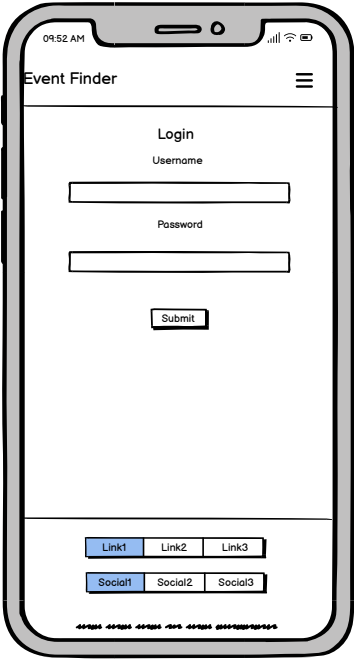 09:52 AM
Event Finder
Login
Username
Password
Submit
Link1 Link2 Link3
Social1 Social2 Social3